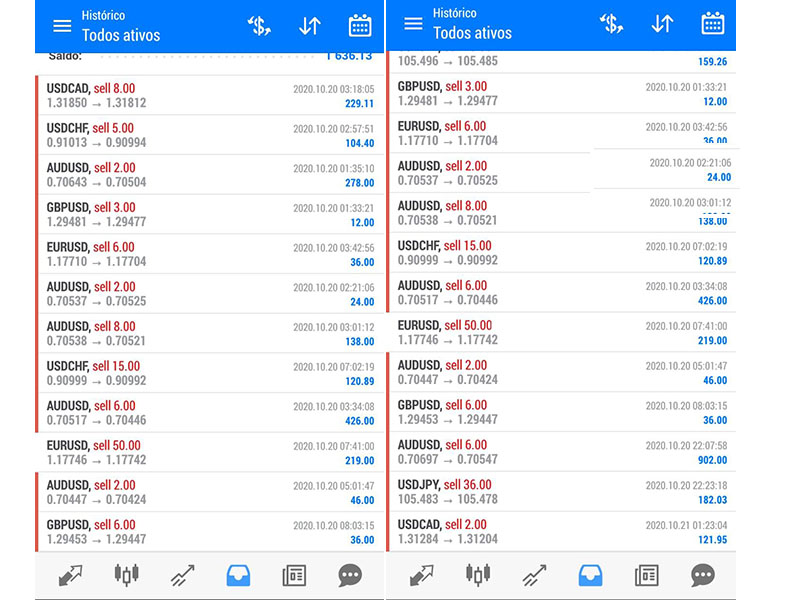 Histórico
Todos ativos
Saldo: 1 636.13
USDCAD, sell 8.00 2020.10.20 03:18:05
1.31850 → 1.31812 229.11
USDCHF, sell 5.00 2020.10.20 02:57:51
0.91013 → 0.90994 104.40
AUDUSD, sell 2.00 2020.10.20 01:35:10
0.70643 → 0.70504 278.00
GBPUSD, sell 3.00 2020.10.20 01:33:21
1.29481 → 1.29477 12.00
EURUSD, sell 6.00 2020.10.20 03:42:56
1.17710 → 1.17704 36.00
AUDUSD, sell 2.00 2020.10.20 02:21:06
0.70537 → 0.70525 24.00
AUDUSD, sell 8.00 2020.10.20 03:01:12
0.70538 → 0.70521 138.00
USDCHF, sell 15.00 2020.10.20 07:02:19
0.90999 → 0.90992 120.89
AUDUSD, sell 6.00 2020.10.20 03:34:08
0.70517 → 0.70446 426.00
EURUSD, sell 50.00 2020.10.20 07:41:00
1.17746 → 1.17742 219.00
AUDUSD, sell 2.00 2020.10.20 05:01:47
0.70447 → 0.70424 46.00
GBPUSD, sell 6.00 2020.10.20 08:03:15
1.29453 → 1.29447 36.00
Histórico
Todos ativos
105.496 → 105.485 159.26
GBPUSD, sell 3.00 2020.10.20 01:33:21
1.29481 → 1.29477 12.00
EURUSD, sell 6.00 2020.10.20 03:42:56
1.17710 → 1.17704 36.00
AUDUSD, sell 2.00 2020.10.20 02:21:06
0.70537 → 0.70525 24.00
AUDUSD, sell 8.00 2020.10.20 03:01:12
0.70538 → 0.70521 138.00
USDCHF, sell 15.00 2020.10.20 07:02:19
0.90999 → 0.90992 120.89
AUDUSD, sell 6.00 2020.10.20 03:34:08
0.70517 → 0.70446 426.00
EURUSD, sell 50.00 2020.10.20 07:41:00
1.17746 → 1.17742 219.00
AUDUSD, sell 2.00 2020.10.20 05:01:47
0.70447 → 0.70424 46.00
GBPUSD, sell 6.00 2020.10.20 08:03:15
1.29453 → 1.29447 36.00
AUDUSD, sell 6.00 2020.10.20 22:07:58
0.70697 → 0.70547 902.00
USDJPY, sell 36.00 2020.10.20 22:23:18
105.483 → 105.478 182.03
USDCAD, sell 2.00 2020.10.21 01:23:04
1.31284 → 1.31204 121.95